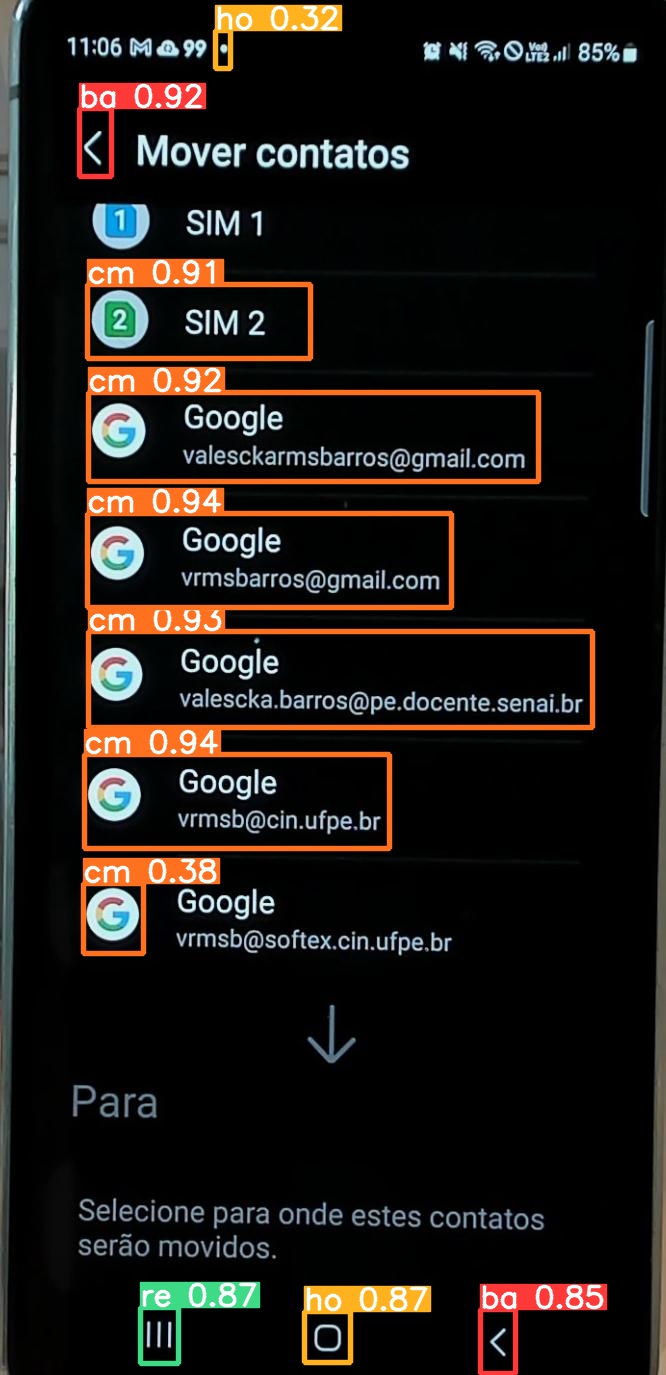 ho 0.32
11:06 99 85%
Vo) LTE2
ba 0.92
Mover contatos
1 SIM 1
cm 0.91
2 SIM 2
cm 0.92
Google
valesckarmsbarros@gmail.com
cm 0.94
Google
vrmsbarros@gmail.com
cm 0.93
Google
valescka.barros@pe.docente.senai.br
cm 0.94
Google
vrmsb@cin.ufpe.br
cm 0.38
Google
vrmsb@softex.cin.ufpe.br
Para
Selecione para onde estes contatos
serão movidos.
re 0.87 ho 0.87 ba 0.85